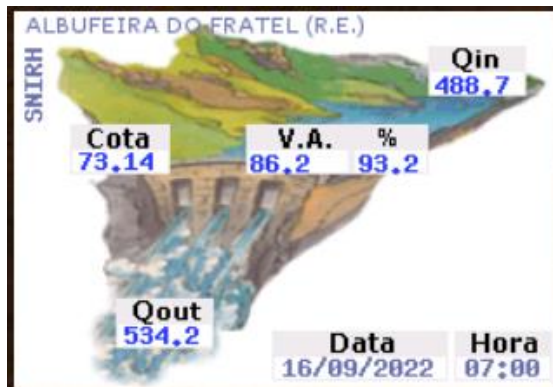 ALBUFEIRA DO FRATEL (R.E.)
SNIRH
Qin
488.7
Cota
73.14
V.A. %
86.2 93.2
Qout
534.2
Data Hora
16/09/2022 07:00